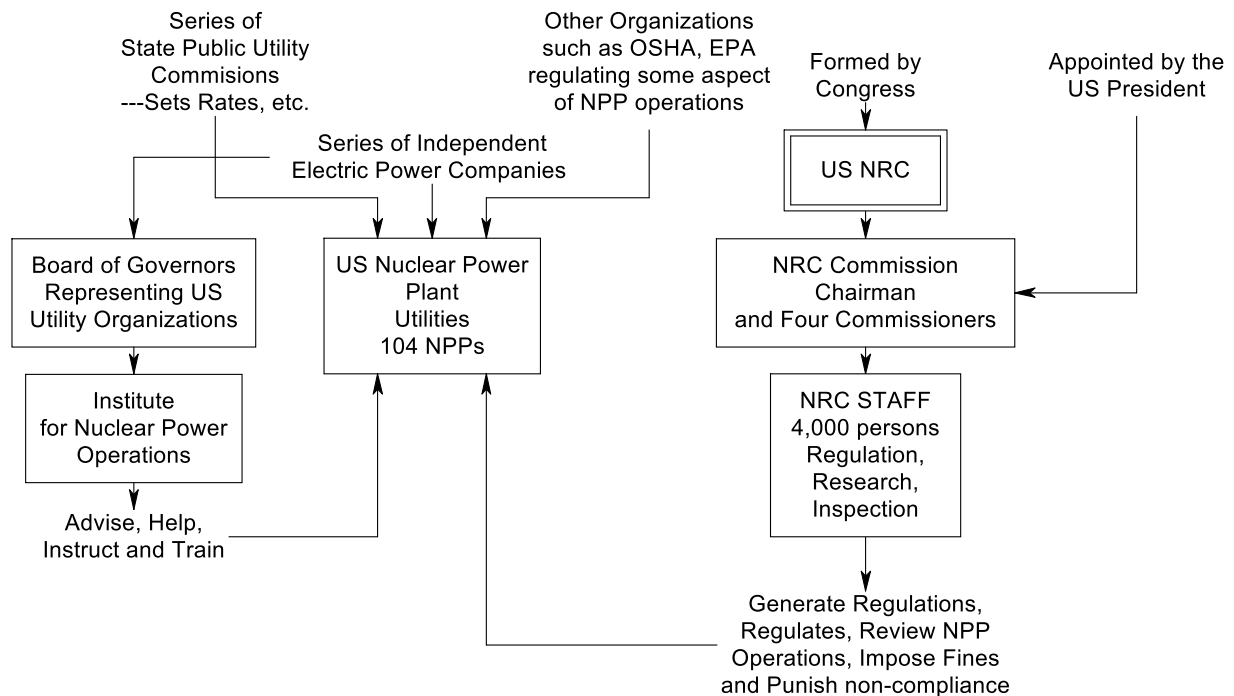 Series of
State Public Utility
Commisions
---Sets Rates, etc.
Other Organizations
such as OSHA, EPA
regulating some aspect
of NPP operations
Formed by
Congress
Appointed by the
US President
Series of Independent
Electric Power Companies
US NRC
Board of Governors
Representing US
Utility Organizations
US Nuclear Power
Plant
Utilities
104 NPPs
NRC Commission
Chairman
and Four Commissioners
Institute
for Nuclear Power
Operations
NRC STAFF
4,000 persons
Regulation,
Research,
Inspection
Advise, Help,
Instruct and Train
Generate Regulations,
Regulates, Review NPP
Operations, Impose Fines
and Punish non-compliance